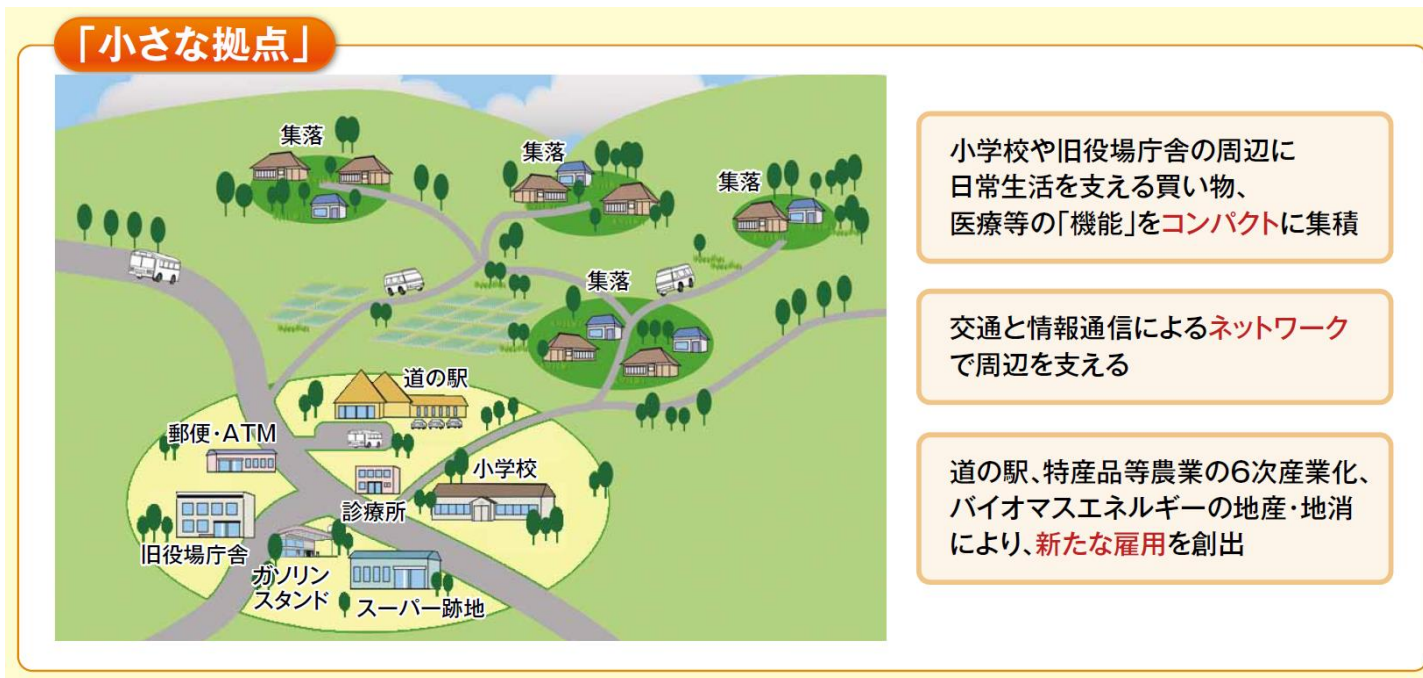 「小さな拠点」
集落
集落
集落
集落
道の駅
郵便・ATM
小学校
診療所
旧役場庁舎
ガソリン
スタンド
スーパー跡地
小学校や旧役場庁舎の周辺に
日常生活を支える買い物、
医療等の「機能」をコンパクトに集積
交通と情報通信によるネットワーク
で周辺を支える
道の駅、特産品等農業の6次産業化、
バイオマスエネルギーの地産・地消
により、新たな雇用を創出